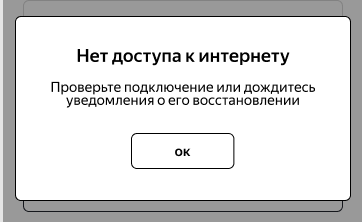 Нет доступа к интернету
Проверьте подключение или дождитесь
уведомления о его восстановлении
ок